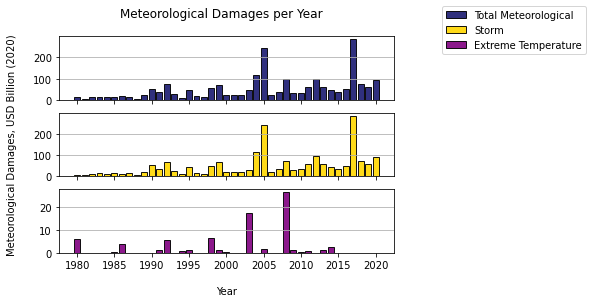 Meteorological Damages per Year
Total Meteorological
Storm
Extreme Temperature
Meteorological Damages, USD Billion (2020)
200
100
0
200
100
0
20
10
0
1980 1985 1990 1995 2000 2005 2010 2015 2020
Year